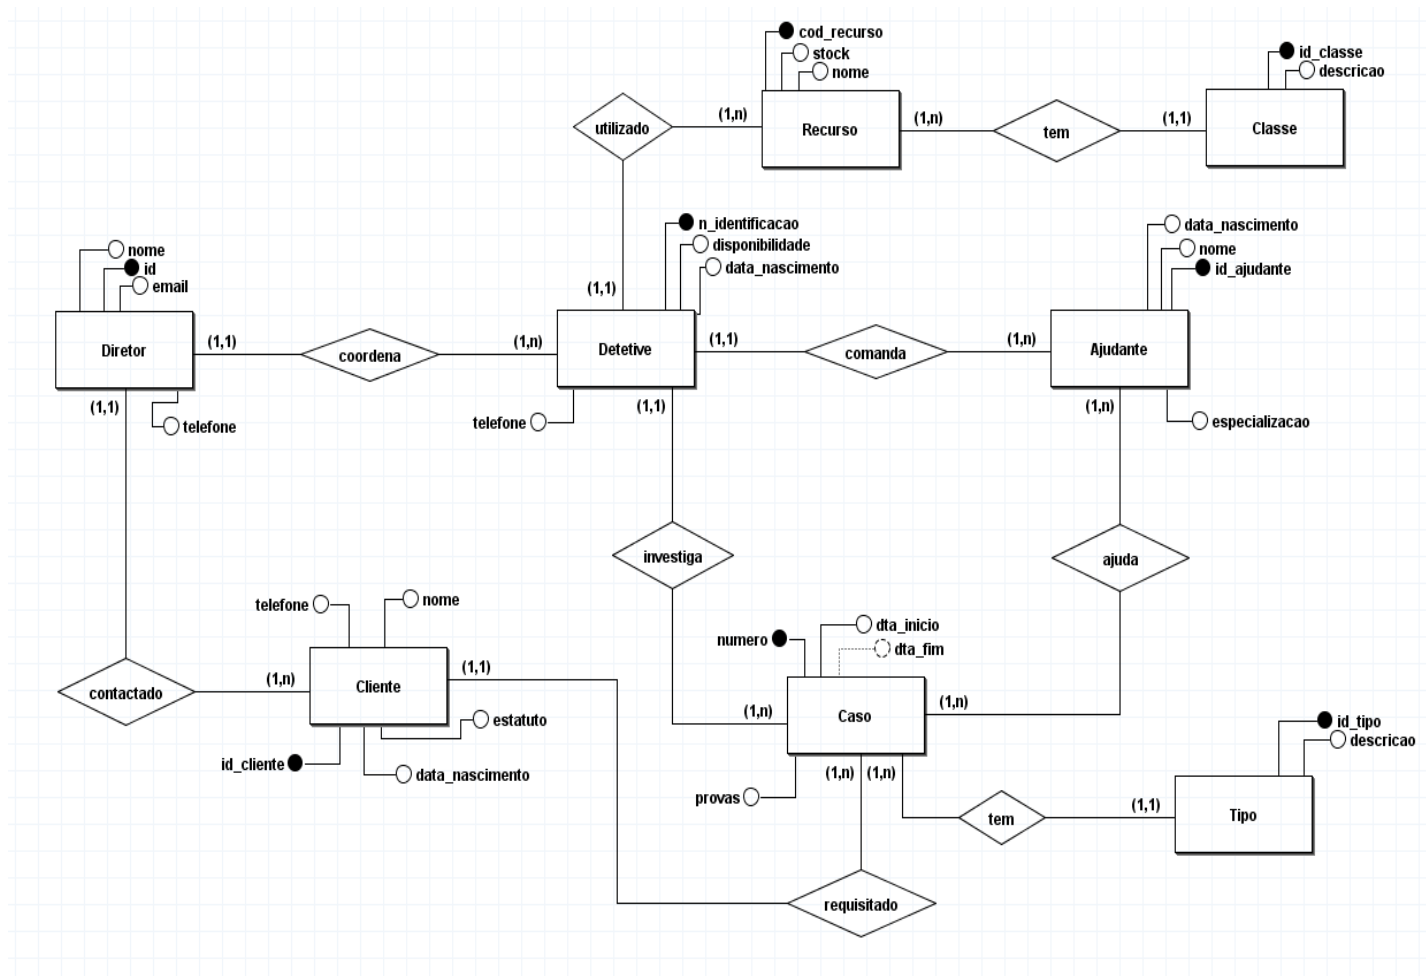 cod_recurso
stock
nome
id_classe
descricao
utilizado
(1,n)
Recurso
(1,n)
tem
(1,1)
Classe
n_identificacao
disponibilidade
data_nascimento
data_nascimento
nome
id_ajudante
nome
id
email
(1,1)
Diretor
(1,1)
coordena
(1,n)
Detetive
(1,1)
comanda
(1,n)
Ajudante
(1,1)
telefone
telefone
(1,1)
(1,n)
especializacao
investiga
ajuda
telefone
nome
numero
dta_inicio
dta_fim
contactado
(1,n)
Cliente
(1,1)
(1,n)
Caso
(1,n)
estatuto
id_cliente
data_nascimento
provas
(1,n)
(1,n)
id_tipo
descricao
tem
(1,1)
Tipo
requisitado